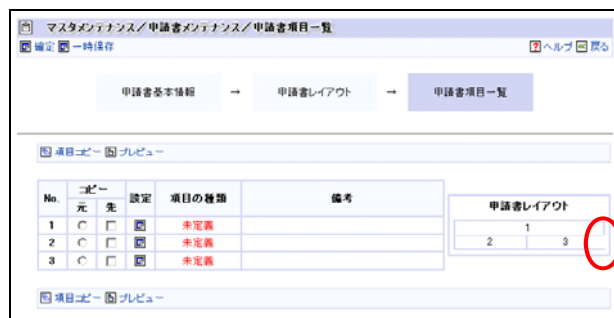 マスタメンテナンス/申請書メンテナンス/申請書項目一覧
確定 一時保存 ?ヘルプ 戻る
申請書基本情報 → 申請書レイアウト → 申請書項目一覧
項目コピー プレビュー
No. コピー 元 先 設定 項目の種類 備考
1 未定義
2 未定義
3 未定義
申請書レイアウト
1
2 3
項目コピー プレビュー